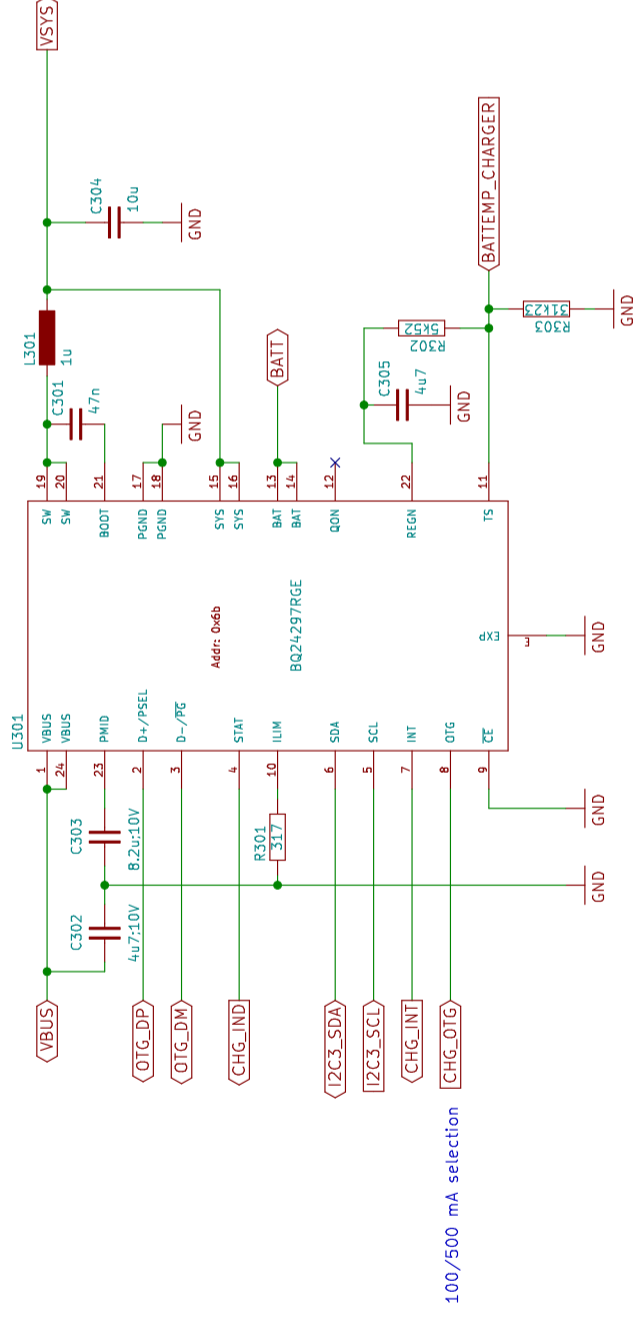 U301
BQ24297RGE
Addr: 0x6b
VBUS
1
VBUS
24
PMID
23
D+/PSEL
2
D-/PG
3
STAT
4
ILIM
10
SDA
6
SCL
5
INT
7
OTG
8
CE
9
SW
19
SW
20
BOOT
21
PGND
17
PGND
18
SYS
15
SYS
16
BAT
13
BAT
14
QON
12
REGN
22
TS
11
EXP
E
VBUS
C302
4u7:10V
C303
8.2u:10V
OTG_DP
OTG_DM
CHG_IND
R301
317
I2C3_SDA
I2C3_SCL
CHG_INT
CHG_OTG
100/500 mA selection
GND
GND
GND
C301
47n
L301
1u
VSYS
C304
10u
GND
GND
BATT
C305
4u7
GND
R302
5k52
R303
31k23
GND
BATTEMP_CHARGER